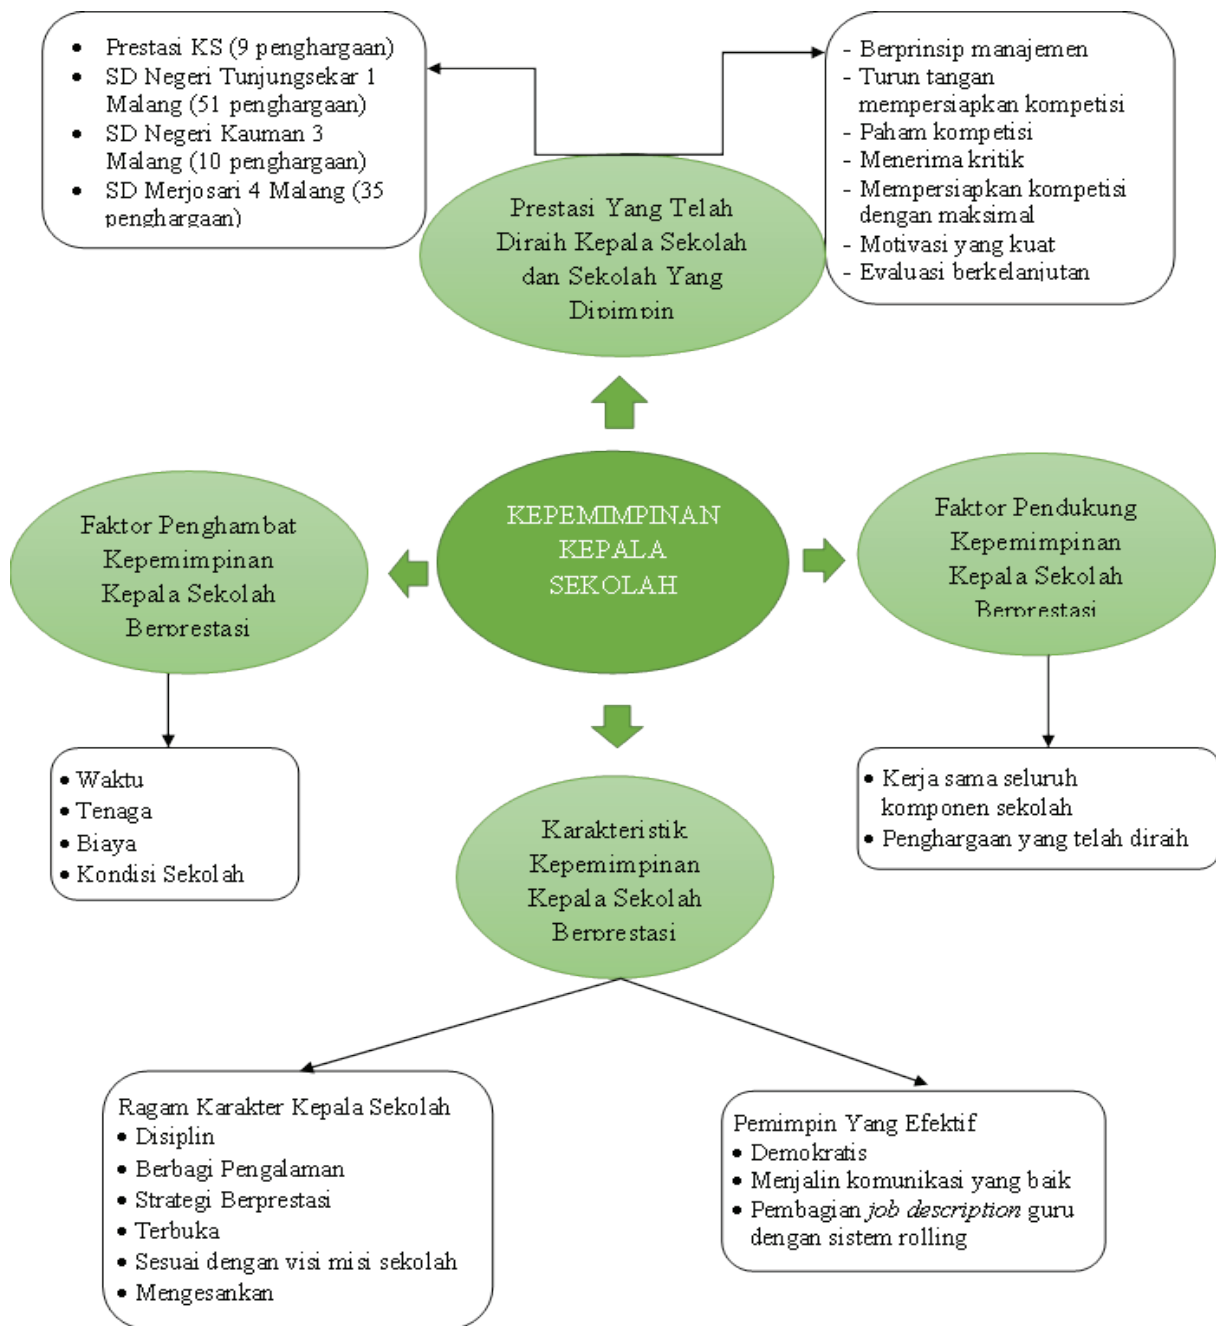 • Prestasi KS (9 penghargaan)
• SD Negeri Tunjungsekar 1
Malang (51 penghargaan)
• SD Negeri Kauman 3
Malang (10 penghargaan)
• SD Merjosari 4 Malang (35
penghargaan)
- Berprinsip manajemen
- Turun tangan
mempersiapkan kompetisi
- Paham kompetisi
- Menerima kritik
- Mempersiapkan kompetisi
dengan maksimal
- Motivasi yang kuat
- Evaluasi berkelanjutan
Prestasi Yang Telah
Diraih Kepala Sekolah
dan Sekolah Yang
Dipimpin
Faktor Penghambat
Kepemimpinan
Kepala Sekolah
Berprestasi
KEPEMIMPINAN
KEPALA
SEKOLAH
Faktor Pendukung
Kepemimpinan
Kepala Sekolah
Berprestasi
• Waktu
• Tenaga
• Biaya
• Kondisi Sekolah
Karakteristik
Kepemimpinan
Kepala Sekolah
Berprestasi
• Kerja sama seluruh
komponen sekolah
• Penghargaan yang telah diraih
Ragam Karakter Kepala Sekolah
• Disiplin
• Berbagi Pengalaman
• Strategi Berprestasi
• Terbuka
• Sesuai dengan visi misi sekolah
• Mengesankan
Pemimpin Yang Efektif
• Demokratis
• Menjalin komunikasi yang baik
• Pembagian job description guru
dengan sistem rolling